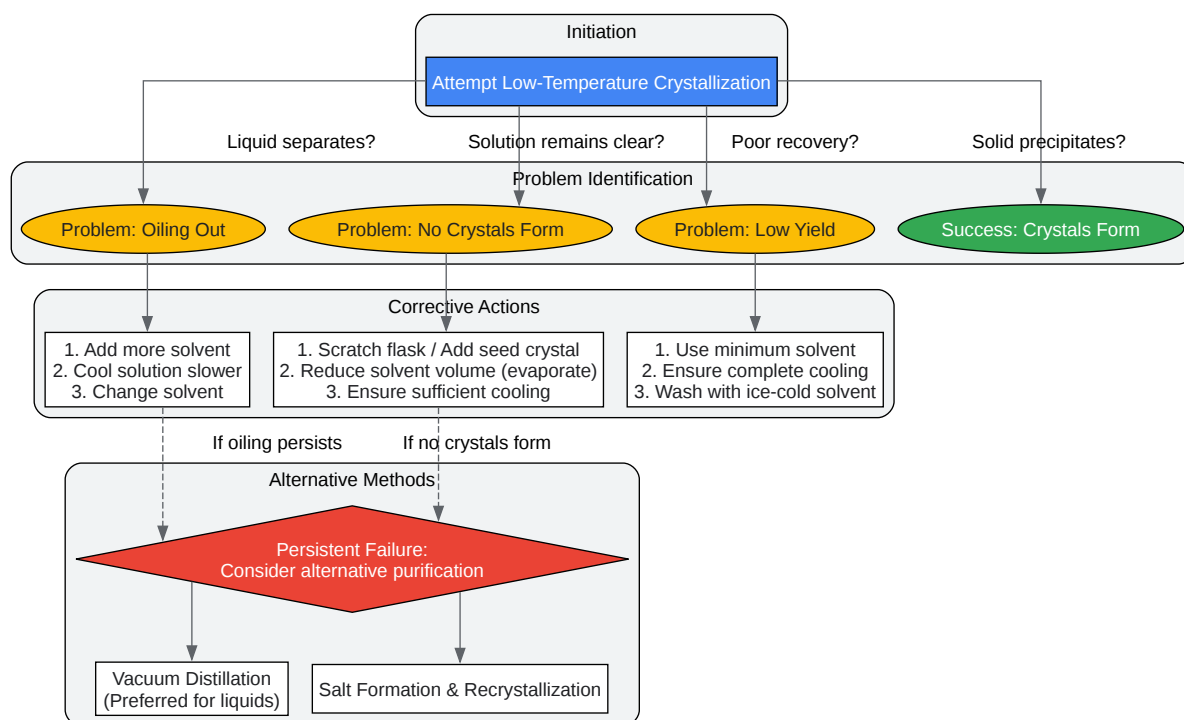 Initiation
Attempt Low-Temperature Crystallization
Liquid separates?
Solution remains clear?
Poor recovery?
Solid precipitates?
Problem Identification
Problem: Oiling Out
Problem: No Crystals Form
Problem: Low Yield
Success: Crystals Form
Corrective Actions
1. Add more solvent
2. Cool solution slower
3. Change solvent
1. Scratch flask / Add seed crystal
2. Reduce solvent volume (evaporate)
3. Ensure sufficient cooling
1. Use minimum solvent
2. Ensure complete cooling
3. Wash with ice-cold solvent
If oiling persists
If no crystals form
Alternative Methods
Persistent Failure:
Consider alternative purification
Vacuum Distillation
(Preferred for liquids)
Salt Formation & Recrystallization